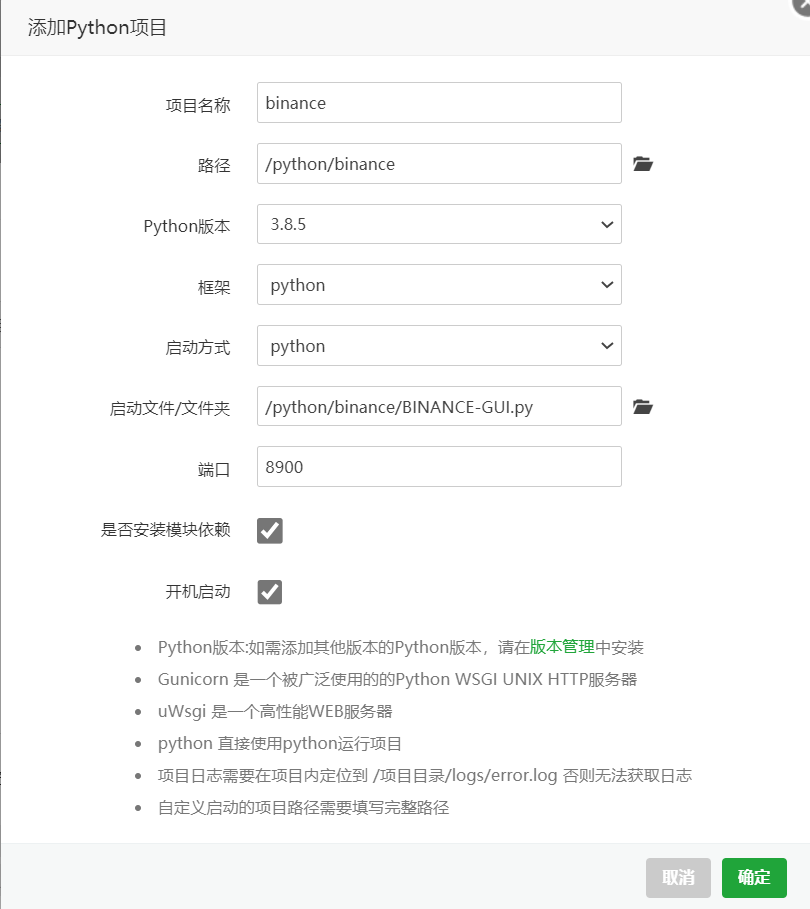 添加Python项目
项目名称 binance
路径 /python/binance
Python版本 3.8.5
框架 python
启动方式 python
启动文件/文件夹 /python/binance/BINANCE-GUI.py
端口 8900
是否安装模块依赖
开机启动
Python版本:如需添加其他版本的Python版本，请在版本管理中安装
Gunicorn 是一个被广泛使用的的Python WSGI UNIX HTTP服务器
uWsgi 是一个高性能WEB服务器
python 直接使用python运行项目
项目日志需要在项目内定位到 /项目目录/logs/error.log 否则无法获取日志
自定义启动的项目路径需要填写完整路径
取消 确定